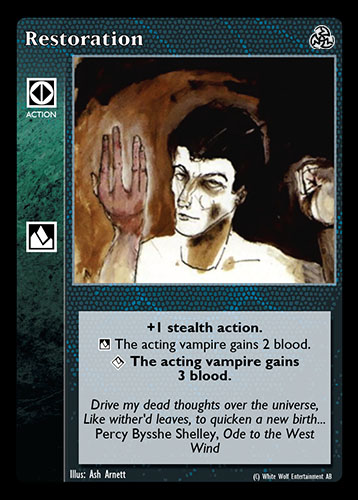 Restoration
ACTION
+1 stealth action.
The acting vampire gains 2 blood.
The acting vampire gains
3 blood.
Drive my dead thoughts over the universe,
Like wither'd leaves, to quicken a new birth...
Percy Bysshe Shelley, Ode to the West
Wind
Illus: Ash Arnett
(C) White Wolf Entertainment AB